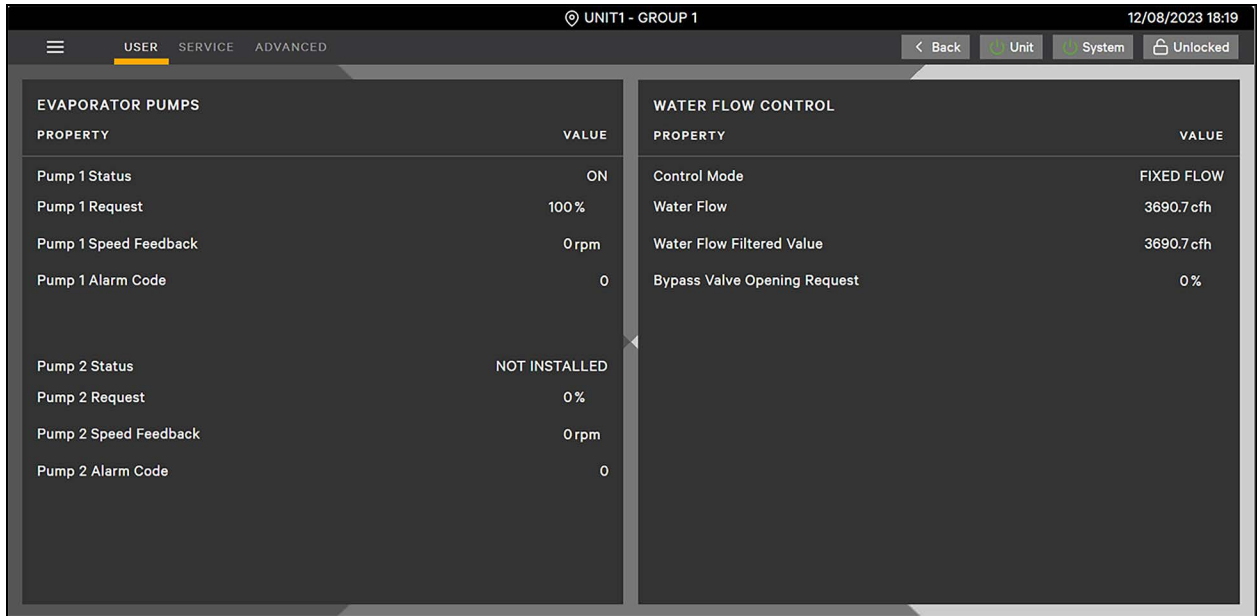 UNIT1 - GROUP 1 12/08/2023 18:19
USER SERVICE ADVANCED Back Unit System Unlocked
EVAPORATOR PUMPS
PROPERTY VALUE
Pump 1 Status ON
Pump 1 Request 100 %
Pump 1 Speed Feedback 0 rpm
Pump 1 Alarm Code 0
Pump 2 Status NOT INSTALLED
Pump 2 Request 0 %
Pump 2 Speed Feedback 0 rpm
Pump 2 Alarm Code 0
WATER FLOW CONTROL
PROPERTY VALUE
Control Mode FIXED FLOW
Water Flow 3690.7 cfh
Water Flow Filtered Value 3690.7 cfh
Bypass Valve Opening Request 0 %